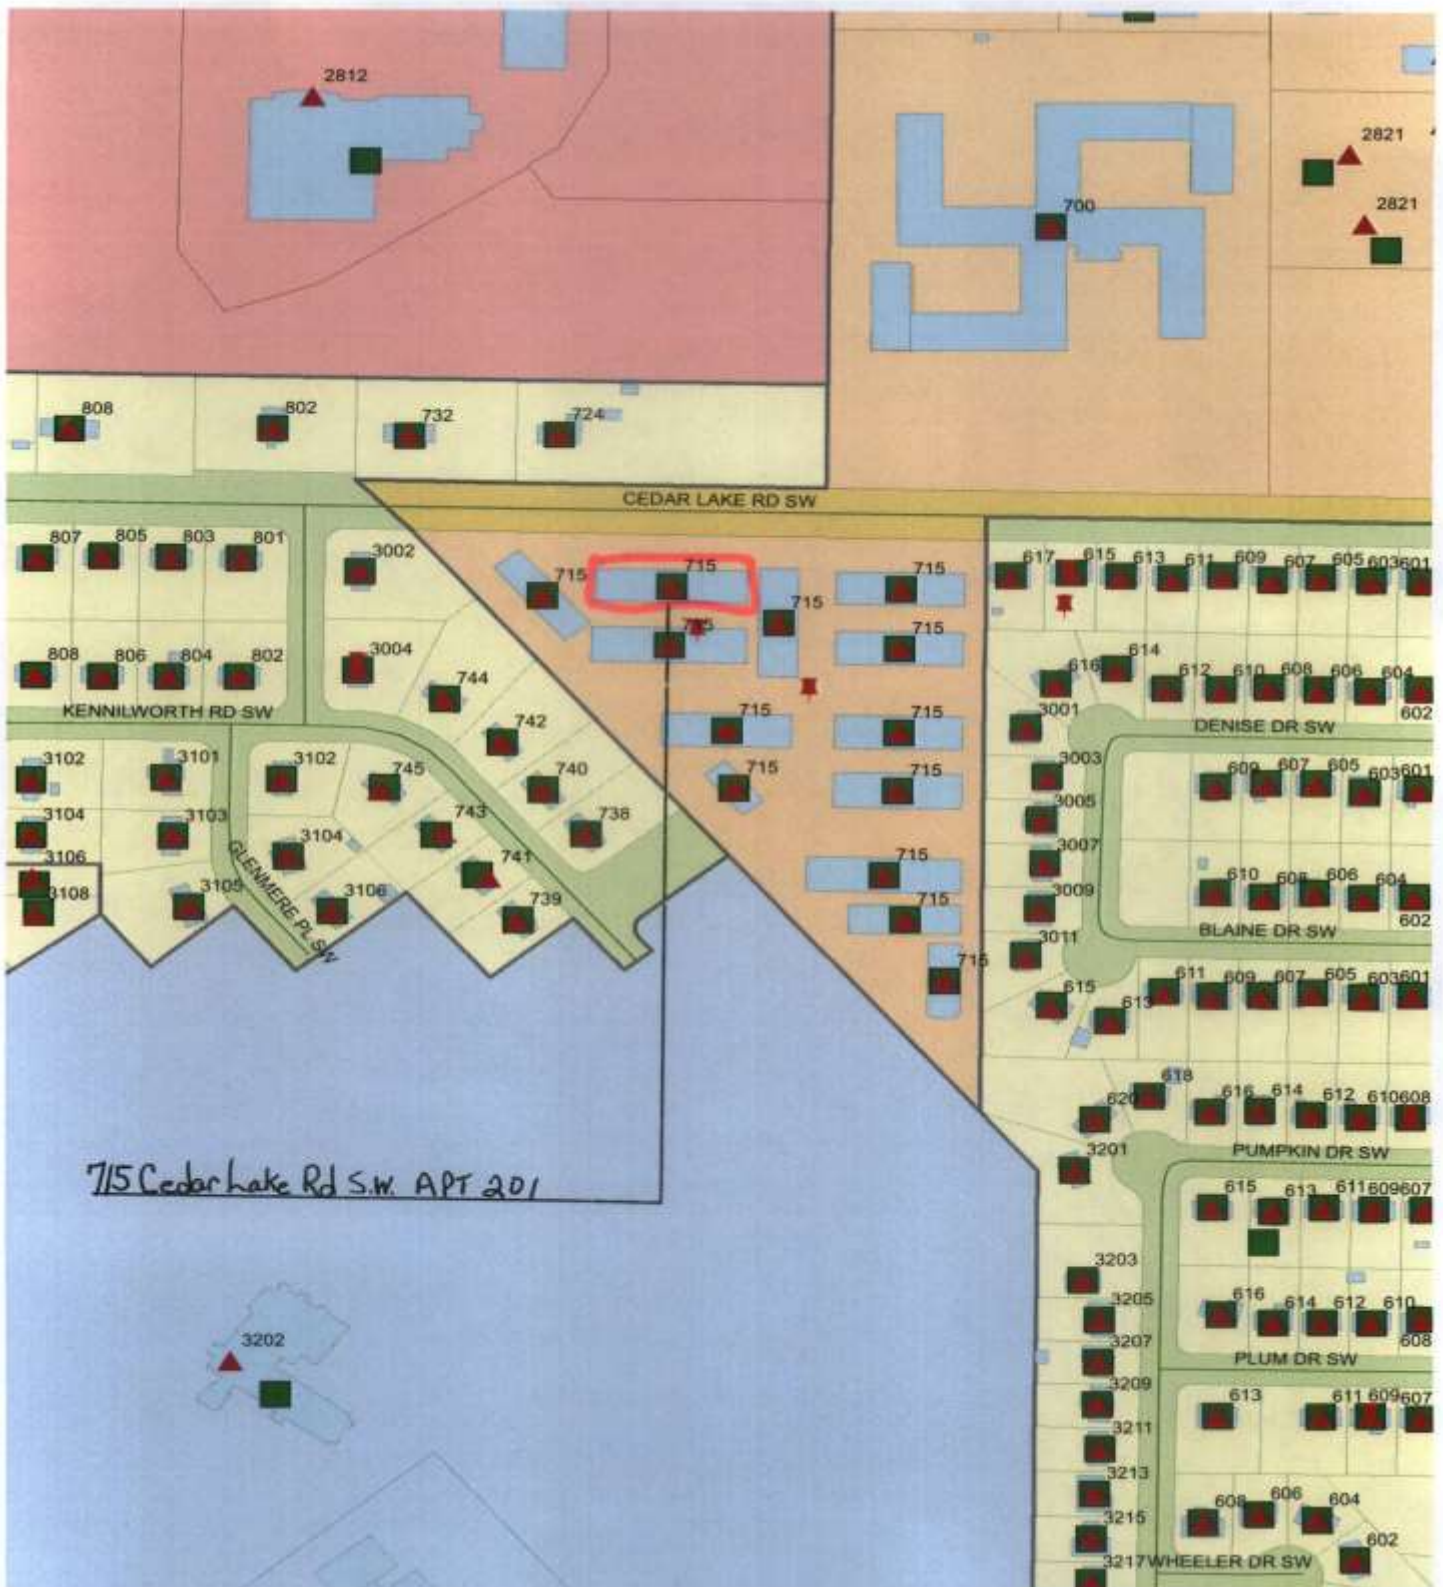 2812
2821
700
2821
808
802
732
724
CEDAR LAKE RD SW
807 805 803 801
3002
715 715 715
617 615 613 611 609 607 605 603 601
715
715
808 806 804 802
3004
744
616 614 612 610 608 606 604
602
KENNILWORTH RD SW
742
715 715
3001
DENISE DR SW
3102 3101 3102 745 740 715 715
3003
609 607 605 603 601
3104 3103 3104 743 738
3005
3106
741
3007
715
3108 3105 3106 739
GLENMERE PL SW
3009
610 608 606 604
602
715
3011
BLAINE DR SW
715
615 613 611 609 607 605 603 601
620 618 616 614 612 610 608
3201
PUMPKIN DR SW
715 Cedar Lake Rd S.W. APT 201
615 613 611 609 607
3203
3205
616 614 612 610
608
3202
3207
PLUM DR SW
3209
613 611 609 607
3211
3213
608 606 604
3215
602
3217 WHEELER DR SW